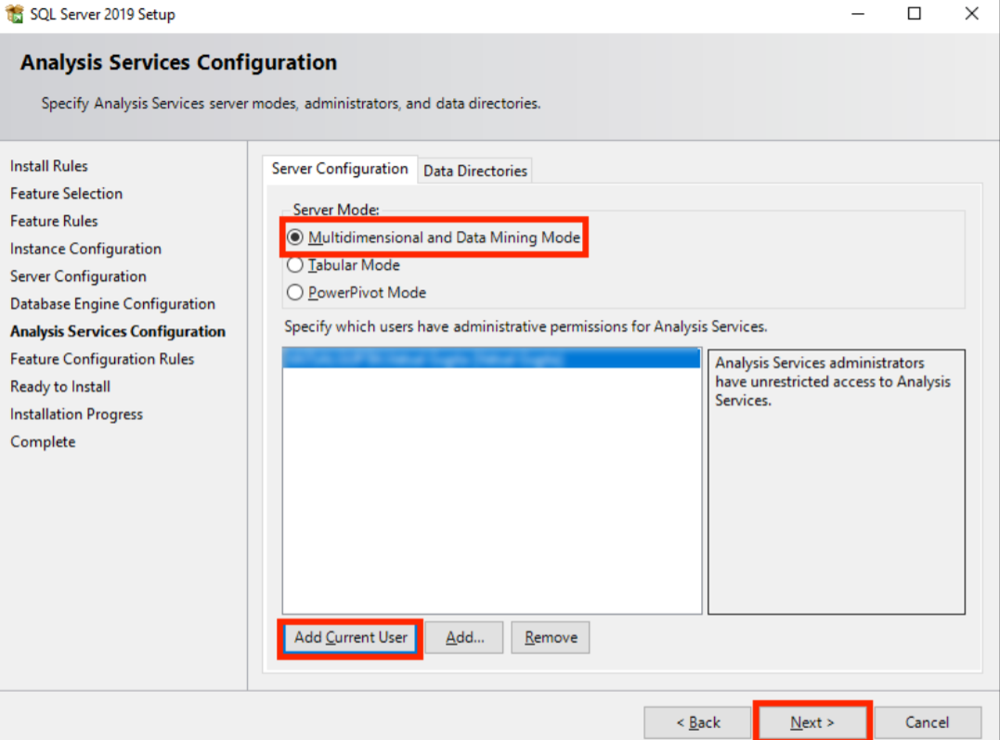 SQL Server 2019 Setup
Analysis Services Configuration
Specify Analysis Services server modes, administrators, and data directories.
Install Rules
Feature Selection
Feature Rules
Instance Configuration
Server Configuration
Database Engine Configuration
Analysis Services Configuration
Feature Configuration Rules
Ready to Install
Installation Progress
Complete
Server Configuration
Data Directories
Server Mode:
Multidimensional and Data Mining Mode
Tabular Mode
PowerPivot Mode
Specify which users have administrative permissions for Analysis Services.
Analysis Services administrators
have unrestricted access to Analysis
Services.
Add Current User
Add...
Remove
< Back
Next >
Cancel